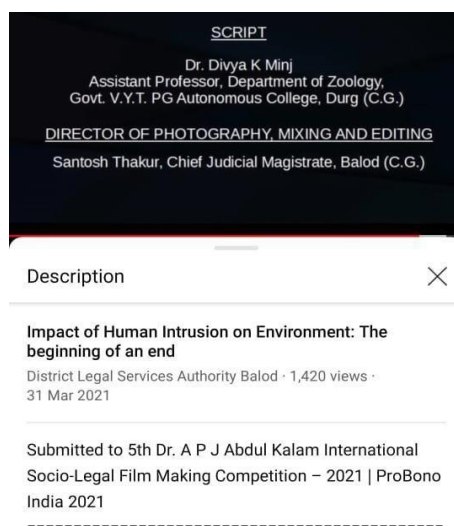 SCRIPT
Dr. Divya K Minj
Assistant Professor, Department of Zoology,
Govt. V.Y.T. PG Autonomous College, Durg (C.G.)
DIRECTOR OF PHOTOGRAPHY, MIXING AND EDITING
Santosh Thakur, Chief Judicial Magistrate, Balod (C.G.)
Description
Impact of Human Intrusion on Environment: The
beginning of an end
District Legal Services Authority Balod · 1,420 views ·
31 Mar 2021
Submitted to 5th Dr. A P J Abdul Kalam International
Socio-Legal Film Making Competition – 2021 | ProBono
India 2021